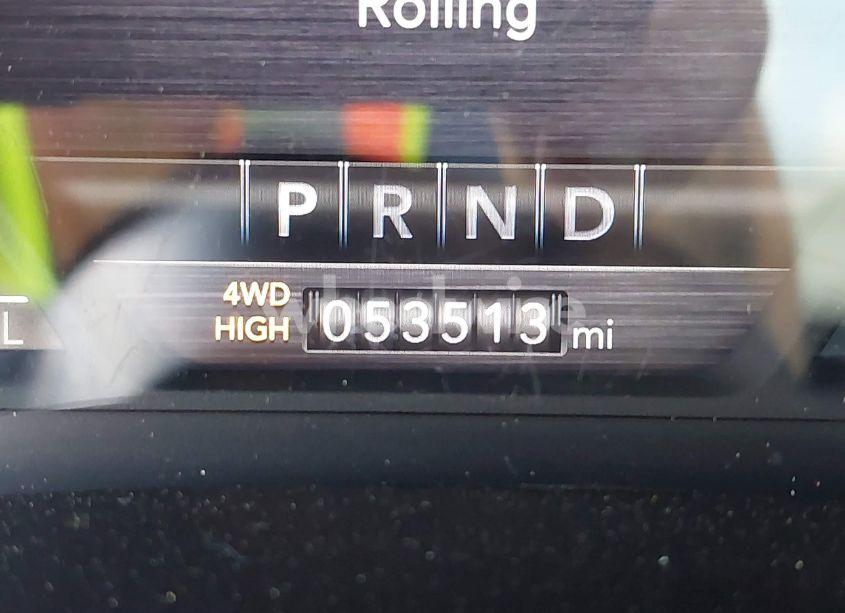 Rolling
P R N D
4WD
HIGH 053513 mi
L